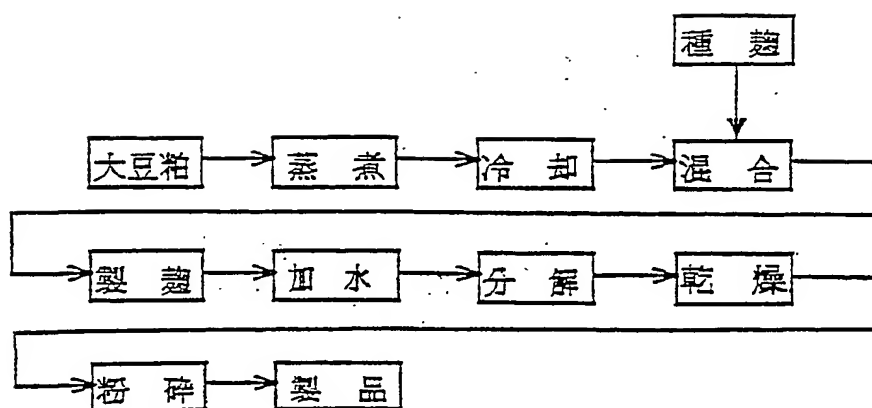 種麹
大豆粕 蒸煮 冷却 混合
製麹 加水 分解 乾燥
粉砕 製品